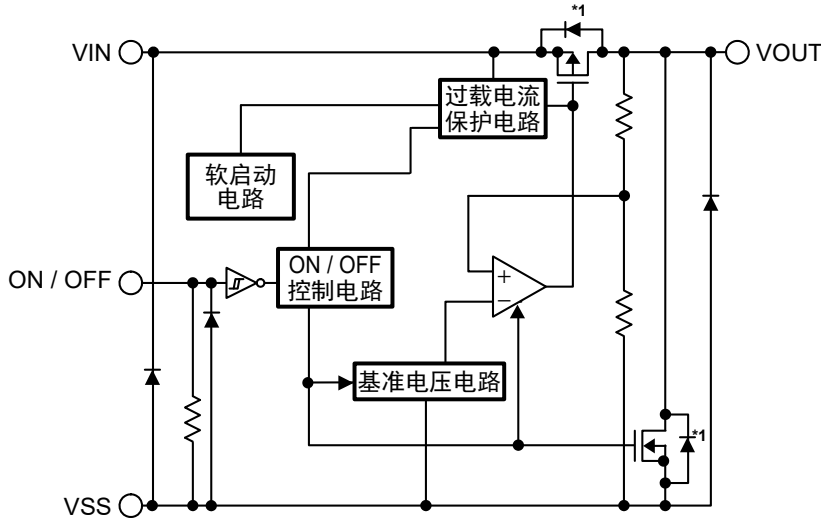 *1
VIN
VOUT
过载电流
保护电路
软启动
电路
ON / OFF
ON / OFF
控制电路
+
−
基准电压电路
*1
VSS